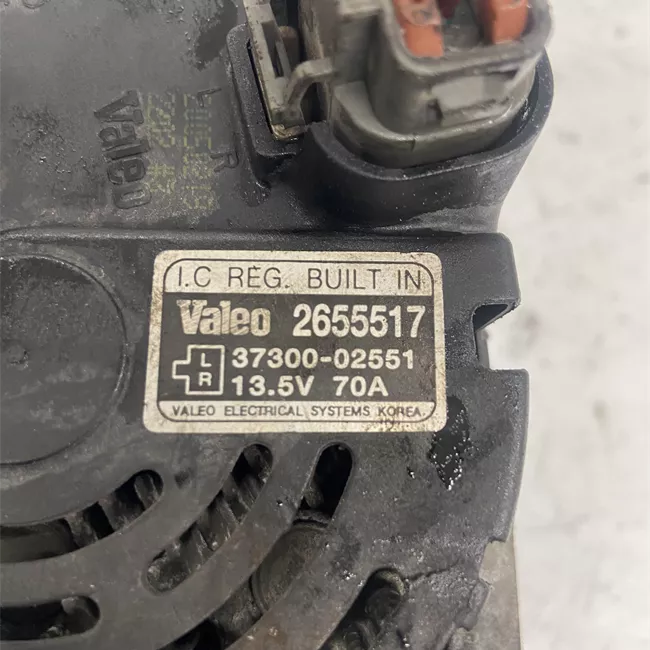 Valeo
R
I.C REG. BUILT IN
Valeo 2655517
L 37300-02551
R 13.5V 70A
VALEO ELECTRICAL SYSTEMS KOREA.